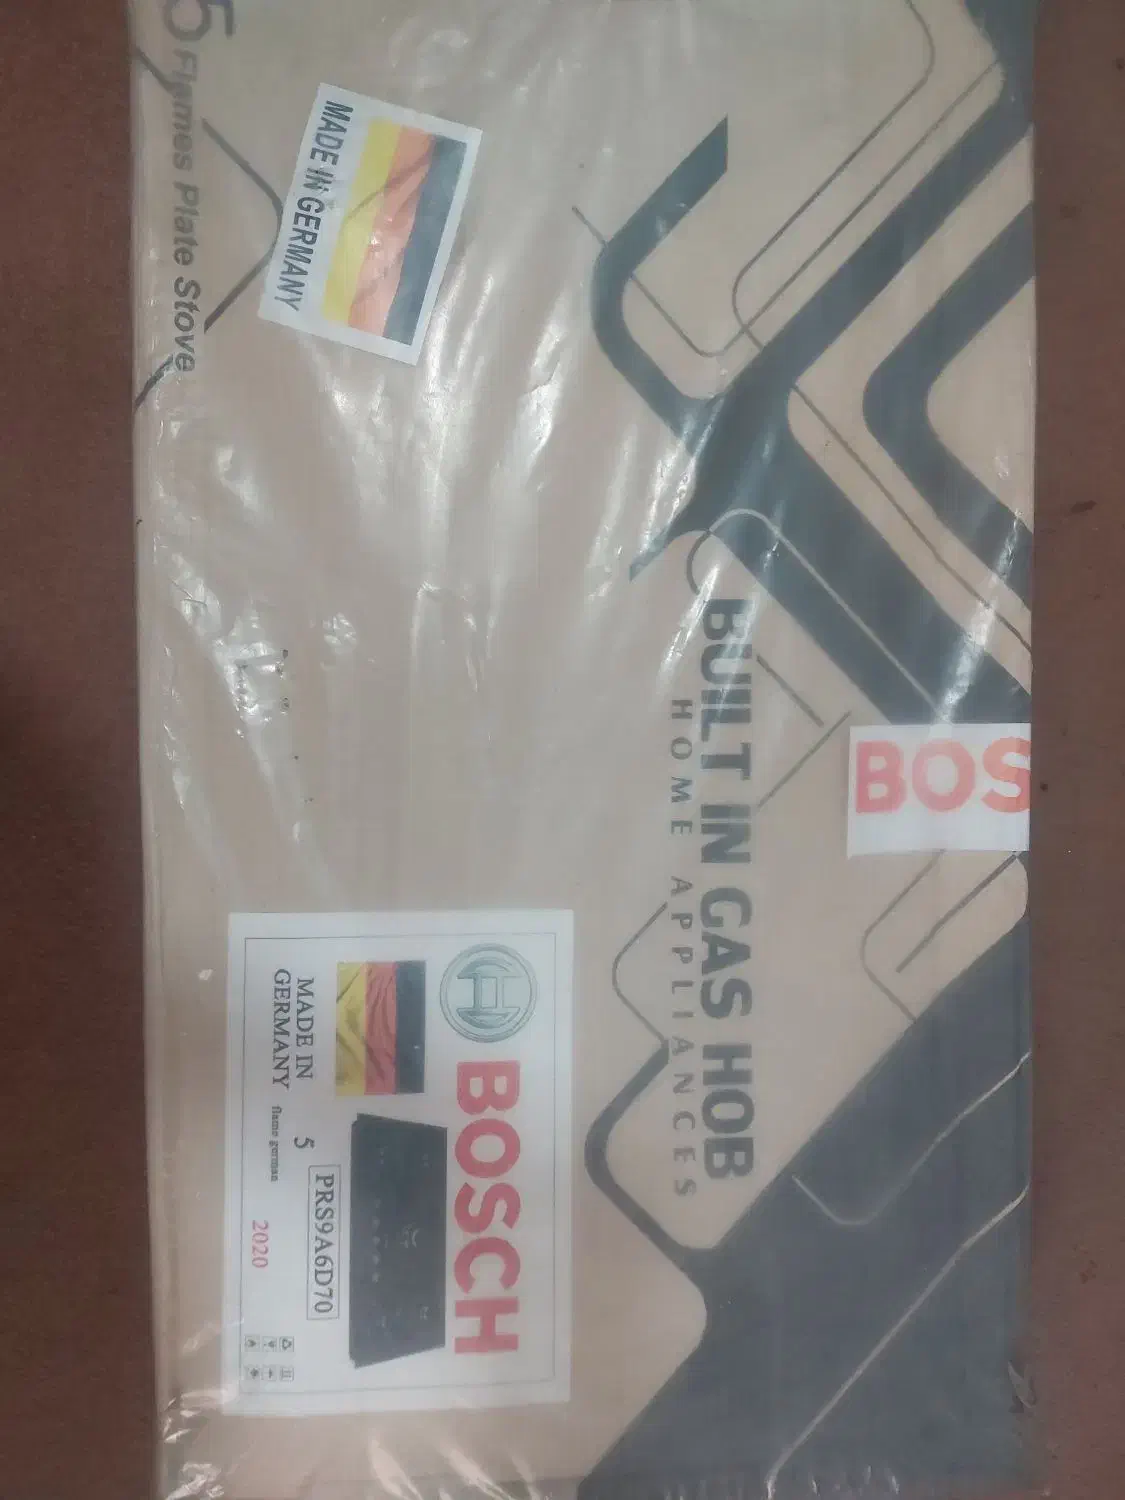 BOS
BUILT IN GAS HOB
HOME APPLIANCES
MADE IN GERMANY
5 Flames Plate Stove
BOSCH
PRS9A6D70
MADE IN
GERMANY
5
flame german
2020